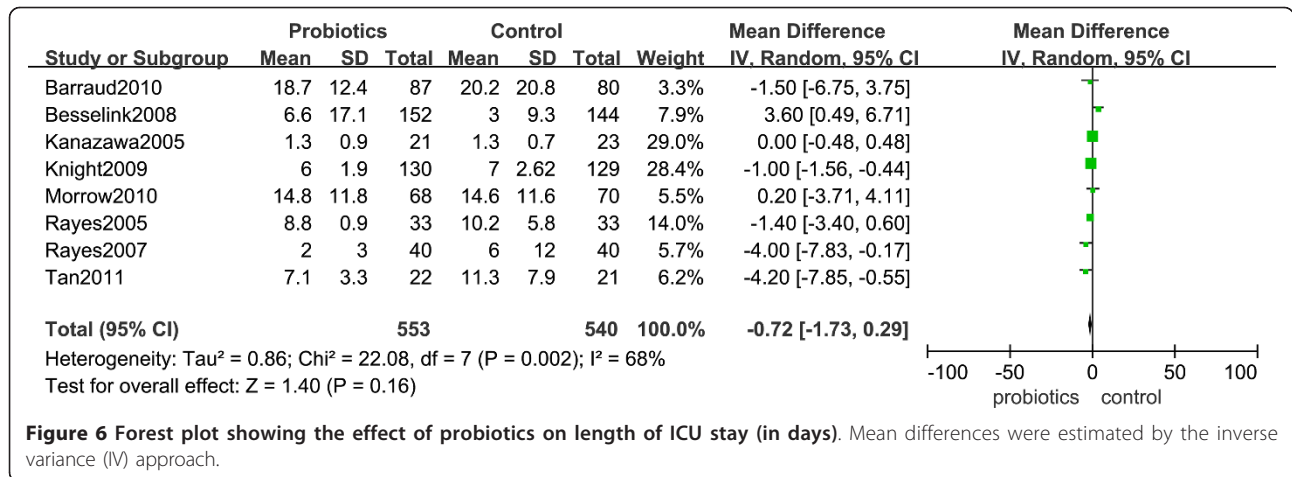 Probiotics Control Mean Difference Mean Difference
Study or Subgroup Mean SD Total Mean SD Total Weight IV, Random, 95% CI IV, Random, 95% CI
Barraud2010 18.7 12.4 87 20.2 20.8 80 3.3% -1.50 [-6.75, 3.75]
Besselink2008 6.6 17.1 152 3 9.3 144 7.9% 3.60 [0.49, 6.71]
Kanazawa2005 1.3 0.9 21 1.3 0.7 23 29.0% 0.00 [-0.48, 0.48]
Knight2009 6 1.9 130 7 2.62 129 28.4% -1.00 [-1.56, -0.44]
Morrow2010 14.8 11.8 68 14.6 11.6 70 5.5% 0.20 [-3.71, 4.11]
Rayes2005 8.8 0.9 33 10.2 5.8 33 14.0% -1.40 [-3.40, 0.60]
Rayes2007 2 3 40 6 12 40 5.7% -4.00 [-7.83, -0.17]
Tan2011 7.1 3.3 22 11.3 7.9 21 6.2% -4.20 [-7.85, -0.55]
Total (95% CI) 553 540 100.0% -0.72 [-1.73, 0.29]
Heterogeneity: Tau² = 0.86; Chi² = 22.08, df = 7 (P = 0.002); I² = 68%
Test for overall effect: Z = 1.40 (P = 0.16)
-100 -50 0 50 100
probiotics control
Figure 6 Forest plot showing the effect of probiotics on length of ICU stay (in days). Mean differences were estimated by the inverse
variance (IV) approach.